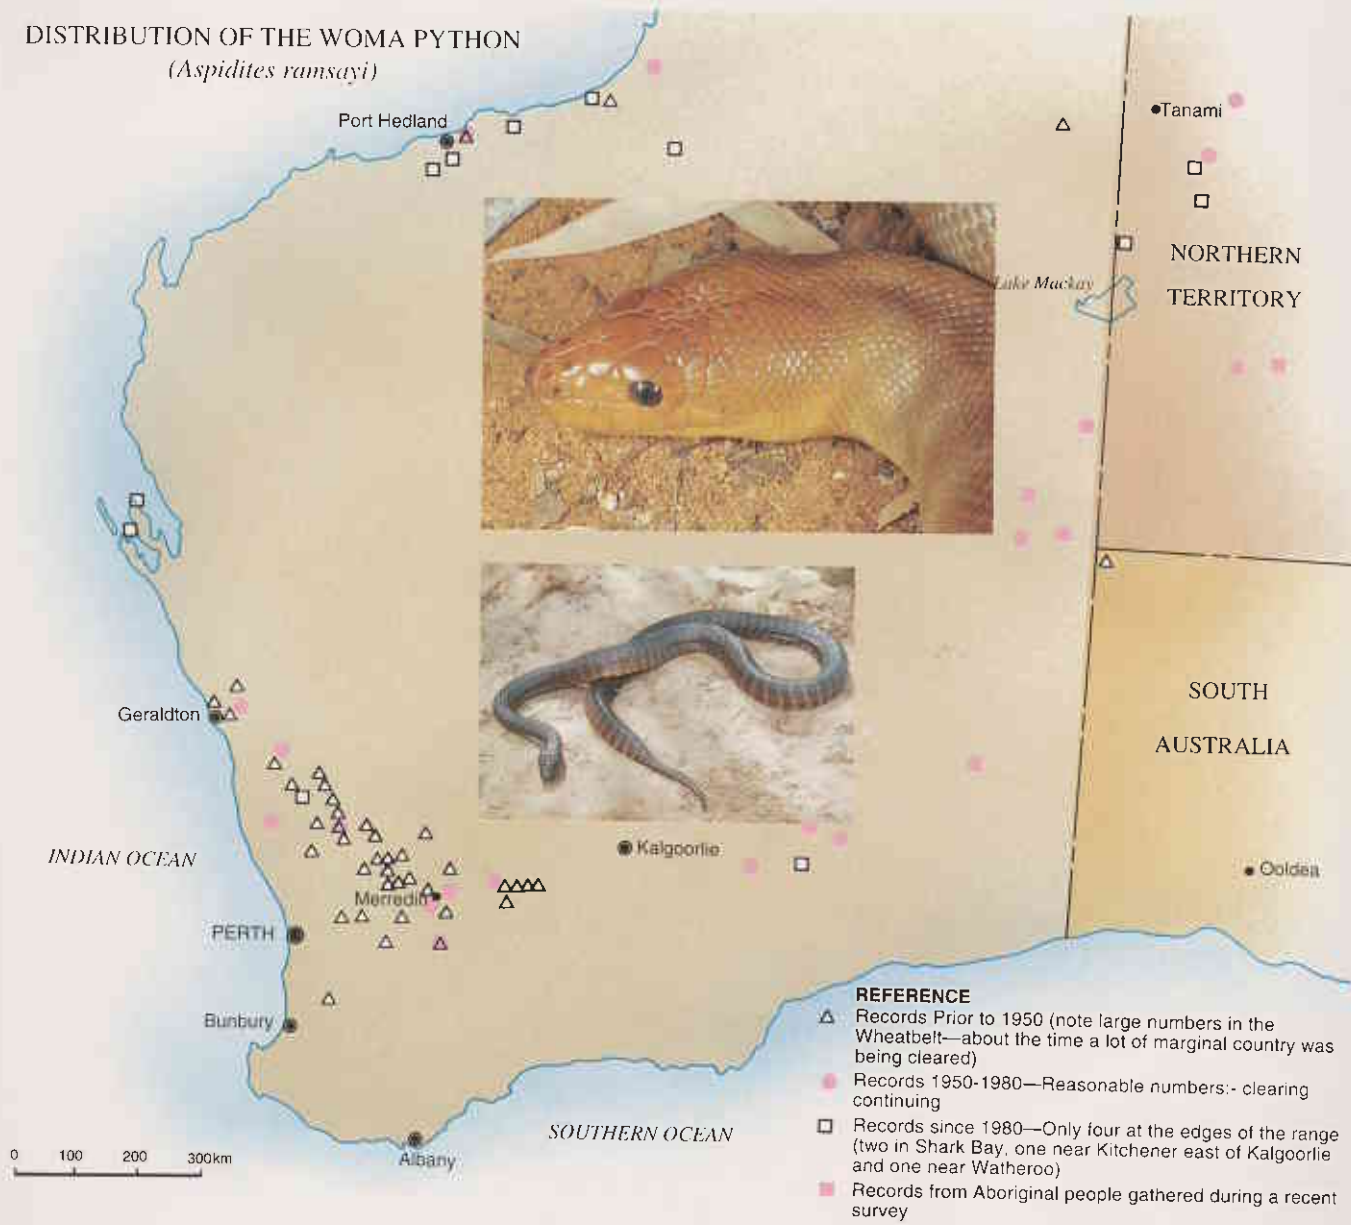 DISTRIBUTION OF THE WOMA PYTHON
(Aspidites ramsayi)
Port Hedland
Tanami
NORTHERN
Lake Mackay
TERRITORY
SOUTH
Geraldton
AUSTRALIA
INDIAN OCEAN
Kalgoorlie
Ooldea
Merredin
PERTH
Bunbury
REFERENCE
Records Prior to 1950 (note large numbers in the
Wheatbelt—about the time a lot of marginal country was
being cleared)
Records 1950-1980—Reasonable numbers:- clearing
continuing
Records since 1980—Only four at the edges of the range
(two in Shark Bay, one near Kitchener east of Kalgoorlie
and one near Watheroo)
Records from Aboriginal people gathered during a recent
survey
SOUTHERN OCEAN
Albany
0 100 200 300km